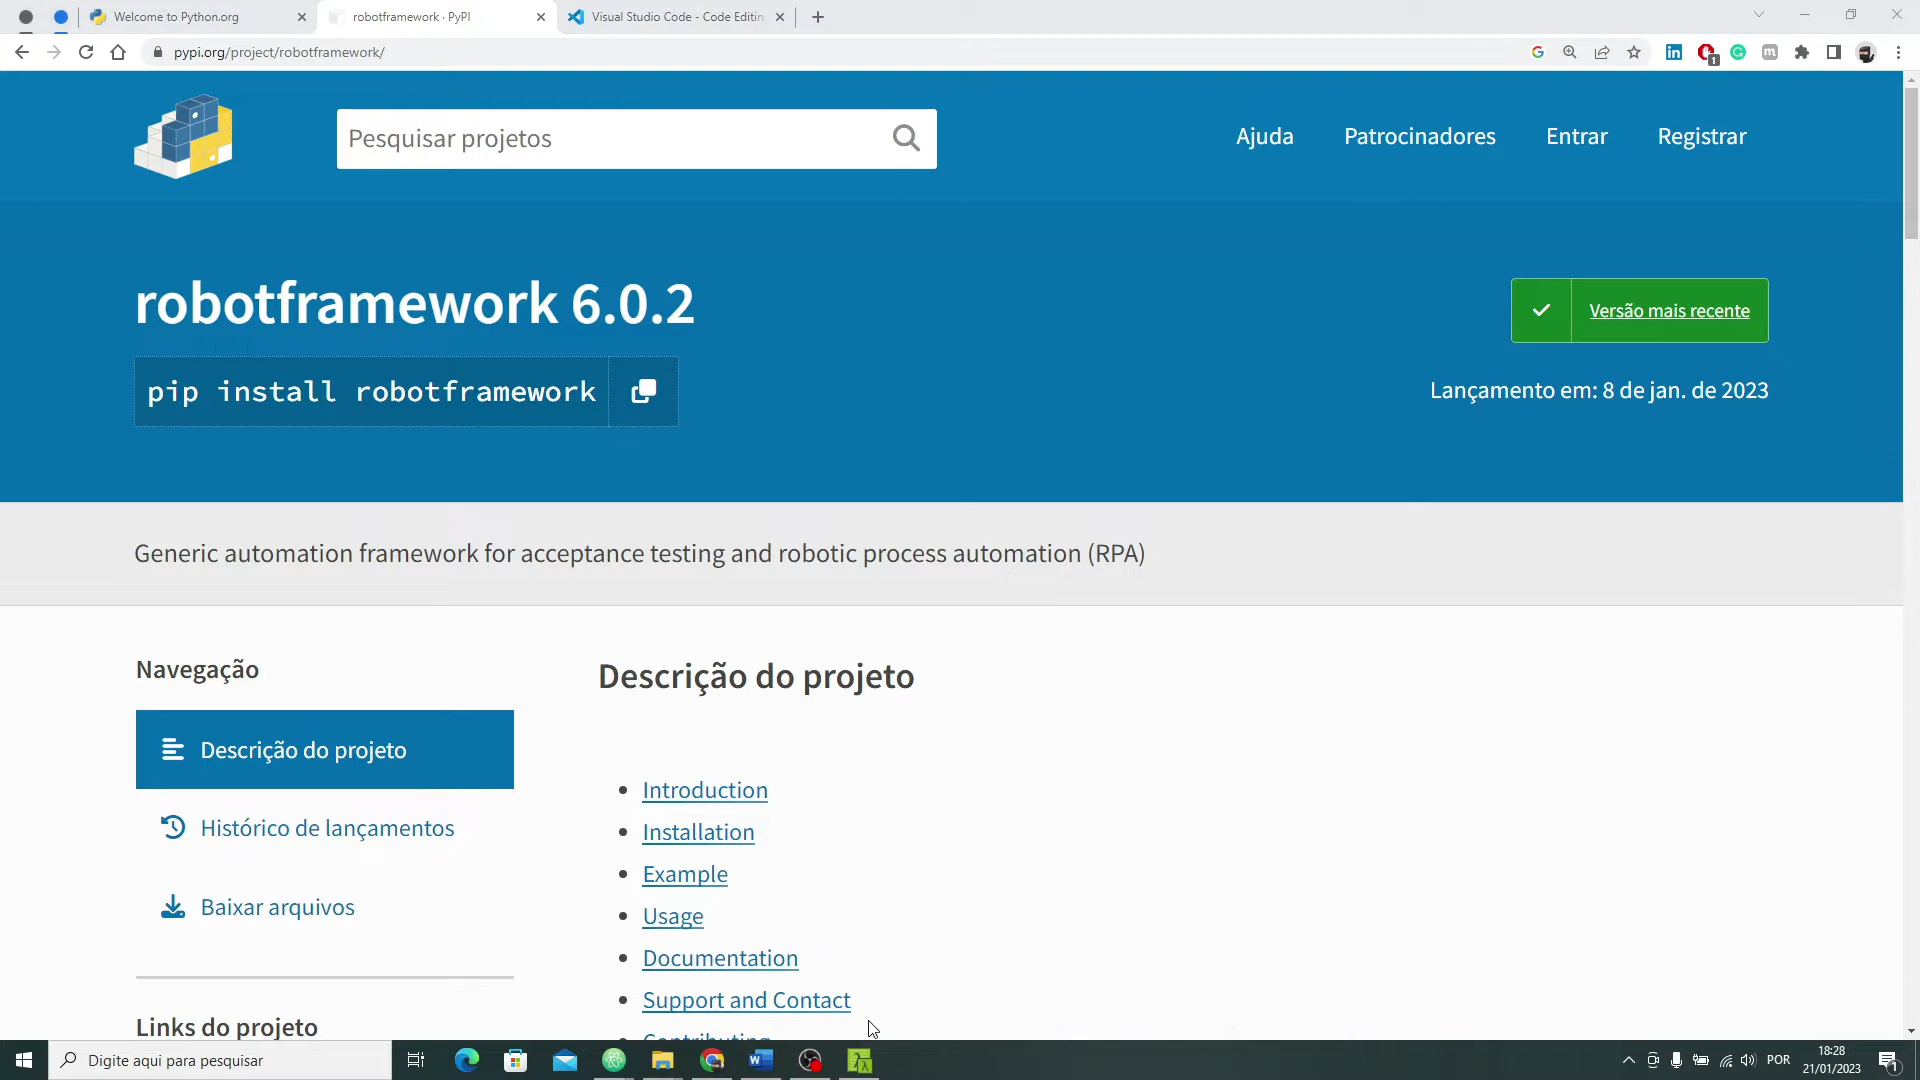 Welcome to Python.org
robotframework · PyPI
Visual Studio Code - Code Editin
pypi.org/project/robotframework/
1
Pesquisar projetos
Ajuda
Patrocinadores
Entrar
Registrar
robotframework 6.0.2
Versão mais recente
pip install robotframework
Lançamento em: 8 de jan. de 2023
Generic automation framework for acceptance testing and robotic process automation (RPA)
Navegação
Descrição do projeto
Descrição do projeto
Introduction
Histórico de lançamentos
Installation
Example
Baixar arquivos
Usage
Documentation
Support and Contact
Links do projeto
Contributing
Digite aqui para pesquisar
POR
18:28
21/01/2023
1